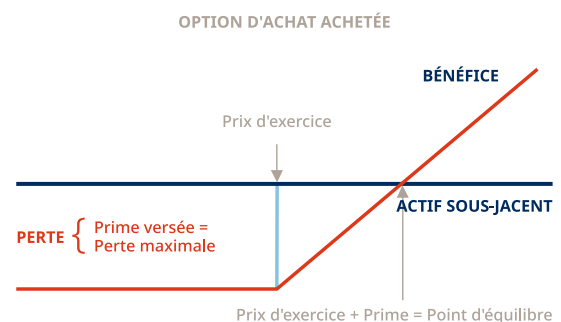 OPTION D'ACHAT ACHETÉE
BÉNÉFICE
Prix d'exercice
ACTIF SOUS-JACENT
PERTE { Prime versée =
Perte maximale
Prix d'exercice + Prime = Point d'équilibre